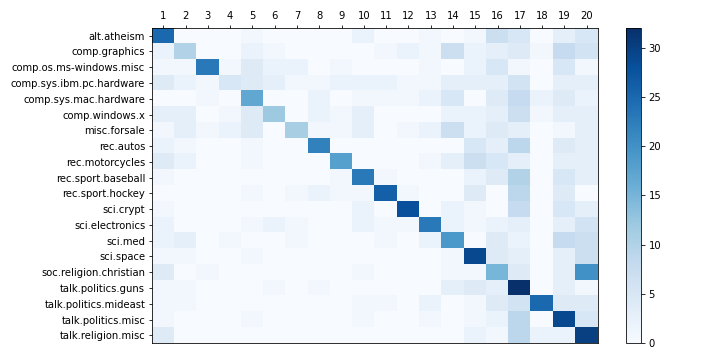 1 2 3 4 5 6 7 8 9 10 11 12 13 14 15 16 17 18 19 20
alt.atheism
comp.graphics
comp.os.ms-windows.misc
comp.sys.ibm.pc.hardware
comp.sys.mac.hardware
comp.windows.x
misc.forsale
rec.autos
rec.motorcycles
rec.sport.baseball
rec.sport.hockey
sci.crypt
sci.electronics
sci.med
sci.space
soc.religion.christian
talk.politics.guns
talk.politics.mideast
talk.politics.misc
talk.religion.misc
30
25
20
15
10
5
0